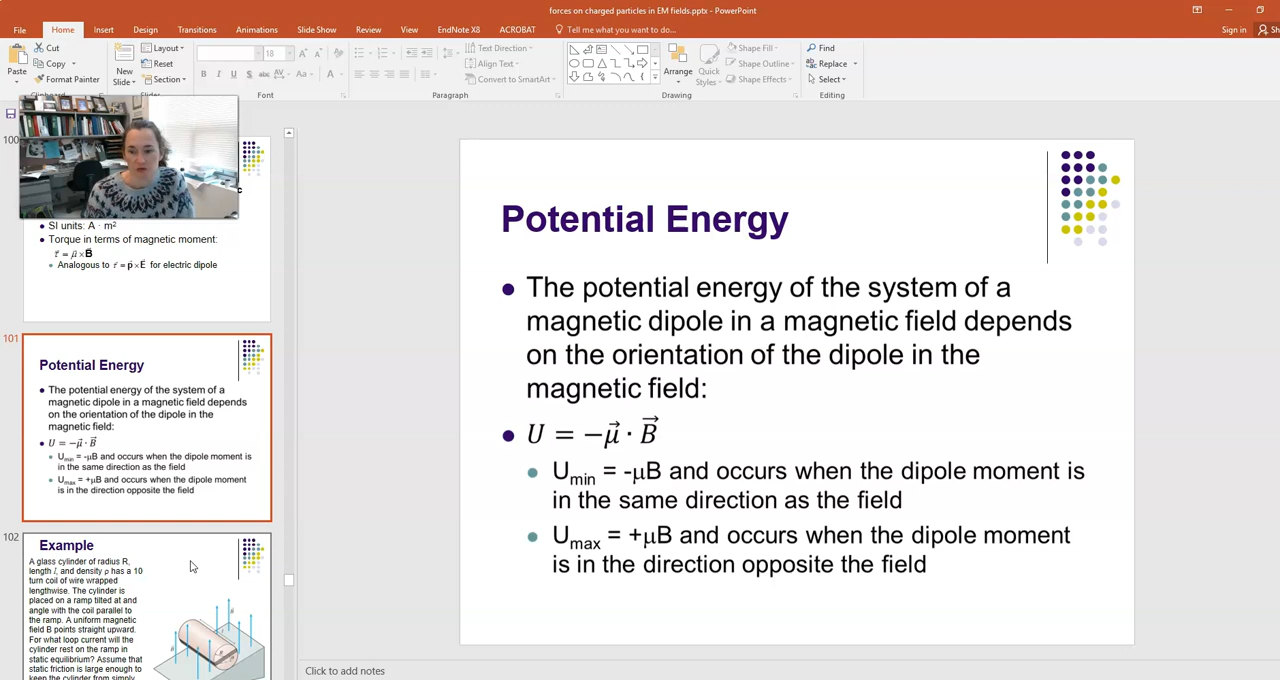 forces on charged particles in EM fields.pptx - PowerPoint
File Home Insert Design Transitions Animations Slide Show Review View EndNote X8 ACROBAT Tell me what you want to do... Sign in Sh
Paste
Cut
Copy
Format Painter
Clipboard
New Slide
Layout
Reset
Section
Slides
18
B I U S abc AV Aa A
Font
Text Direction
Align Text
Convert to SmartArt
Paragraph
Arrange
Quick Styles
Shape Fill
Shape Outline
Shape Effects
Drawing
Find
Replace
Select
Editing
100
c
SI units: A · m²
Torque in terms of magnetic moment:
τ⃗ = μ⃗ × B⃗
Analogous to τ⃗ = p⃗ × E⃗ for electric dipole
101
Potential Energy
The potential energy of the system of a
magnetic dipole in a magnetic field depends
on the orientation of the dipole in the
magnetic field:
U = −μ⃗ · B⃗
Umin = -μB and occurs when the dipole moment is
in the same direction as the field
Umax = +μB and occurs when the dipole moment
is in the direction opposite the field
102
Example
A glass cylinder of radius R,
length l, and density ρ has a 10
turn coil of wire wrapped
lengthwise. The cylinder is
placed on a ramp tilted at and
angle with the coil parallel to
the ramp. A uniform magnetic
field B points straight upward.
For what loop current will the
cylinder rest on the ramp in
static equilibrium? Assume that
static friction is large enough to
keep the cylinder from simply
Potential Energy
The potential energy of the system of a
magnetic dipole in a magnetic field depends
on the orientation of the dipole in the
magnetic field:
U = −μ⃗ · B⃗
Umin = -μB and occurs when the dipole moment is
in the same direction as the field
Umax = +μB and occurs when the dipole moment
is in the direction opposite the field
Click to add notes